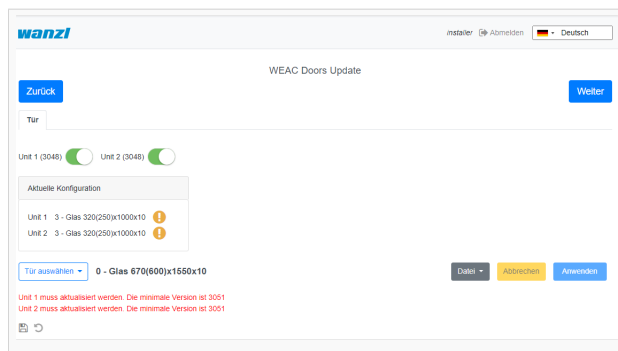 wanzl
installer Abmelden Deutsch
WEAC Doors Update
Zurück Weiter
Tür
Unit 1 (3048) Unit 2 (3048)
Aktuelle Konfiguration
Unit 1 3 - Glas 320(250)x1000x10
Unit 2 3 - Glas 320(250)x1000x10
Tür auswählen 0 - Glas 670(600)x1550x10 Datei Abbrechen Anwenden
Unit 1 muss aktualisiert werden. Die minimale Version ist 3051
Unit 2 muss aktualisiert werden. Die minimale Version ist 3051